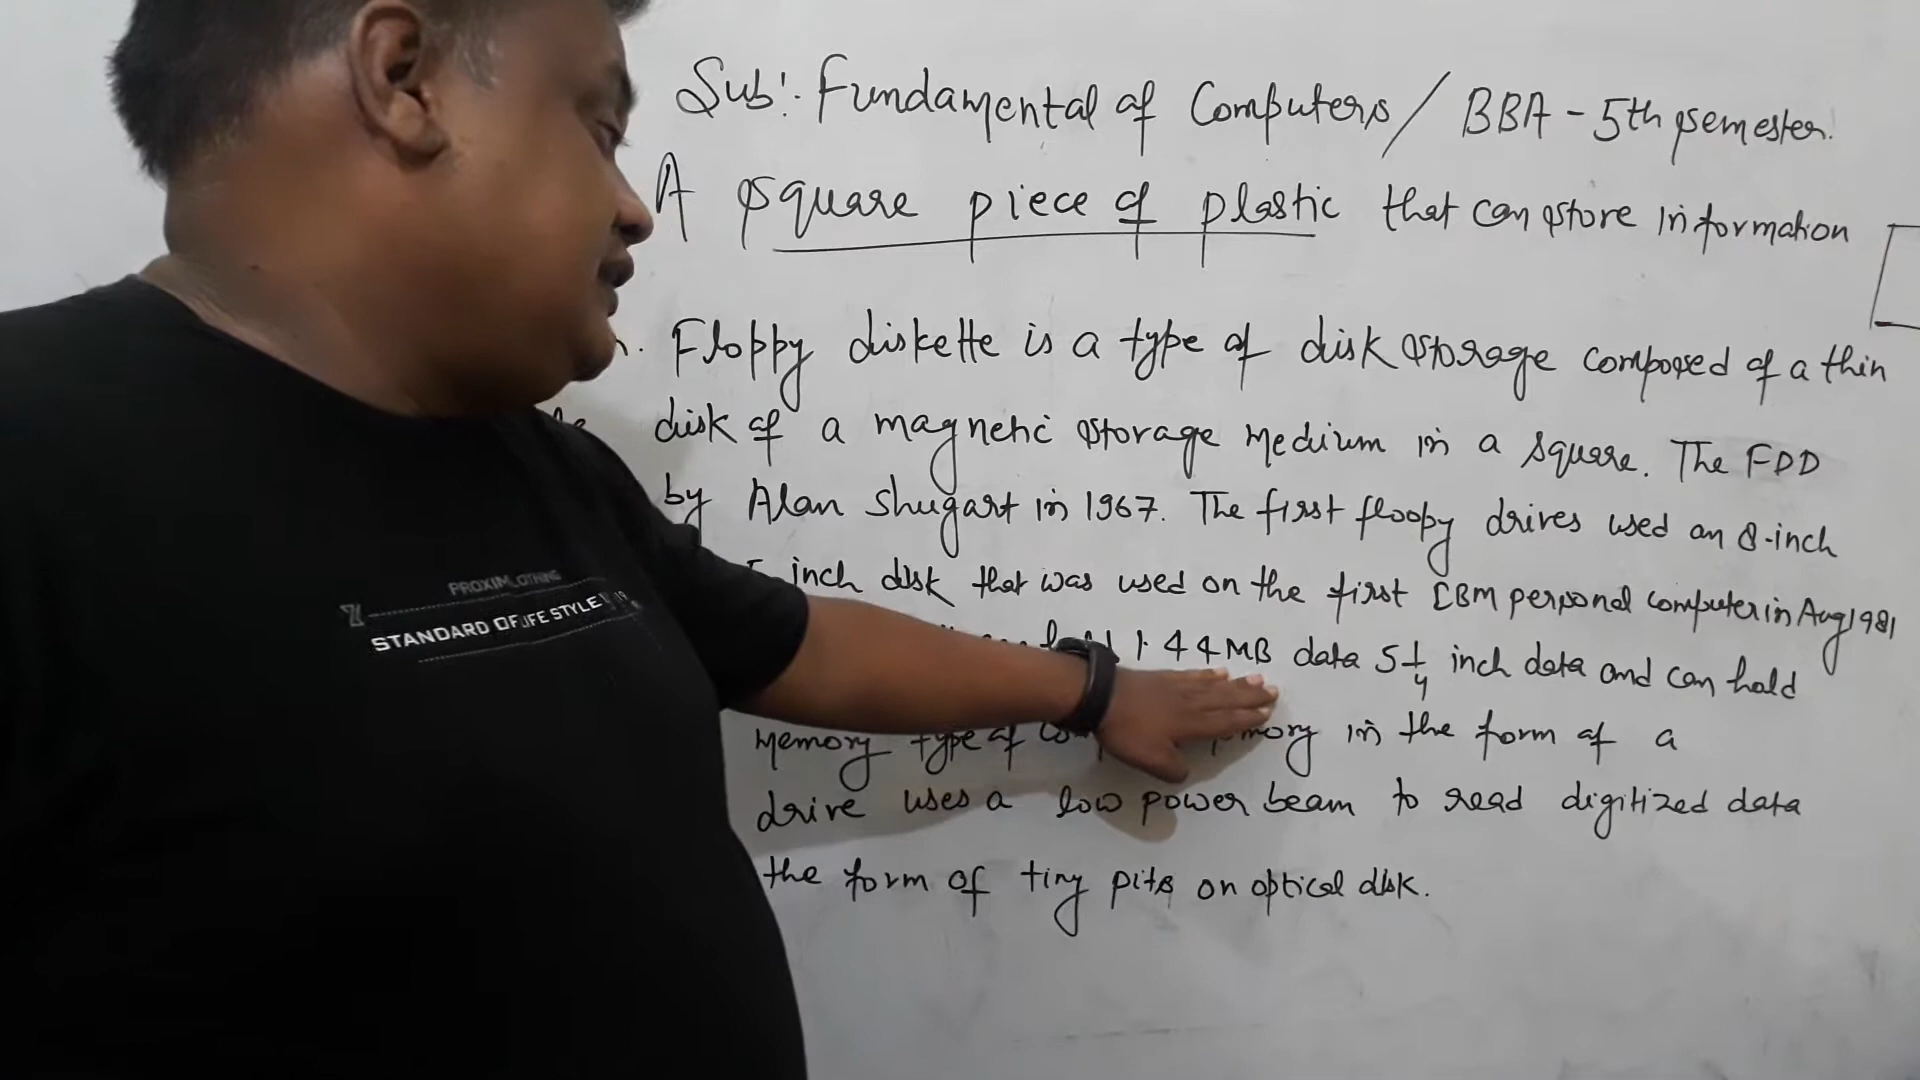 Sub:- Fundamental of Computers / BBA - 5th semester.
A square piece of plastic that can store information
Floppy diskette is a type of disk storage composed of a thin
disk of a magnetic storage medium in a square. The FDD
by Alan Shugart in 1967. The first floopy drives used an 8-inch
inch disk that was used on the first IBM personal computer in Aug 1981
1.44MB data 5 1/4 inch data and can hold
memory type of in the form of a
drive uses a low power beam to read digitized data
the form of tiny pits on optical disk.
STANDARD OF LIFE STYLE